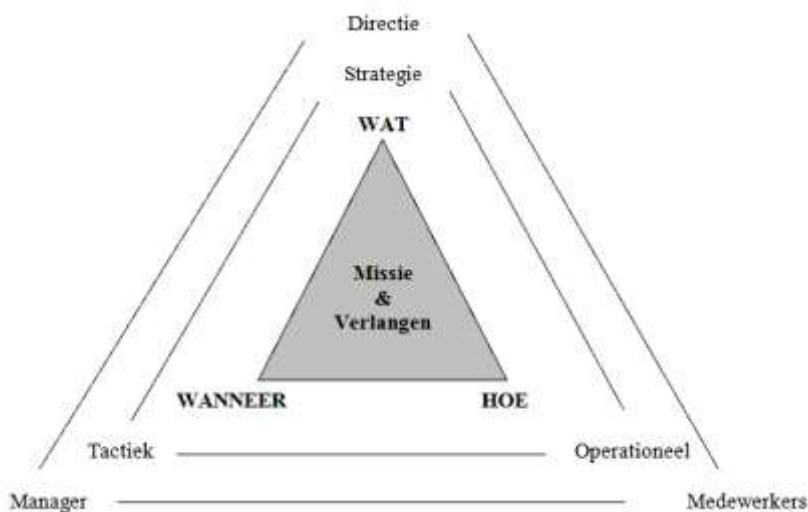 Directie
Strategie
WAT
Missie
&
Verlangen
WANNEER
HOE
Tactiek
Operationeel
Manager
Medewerkers